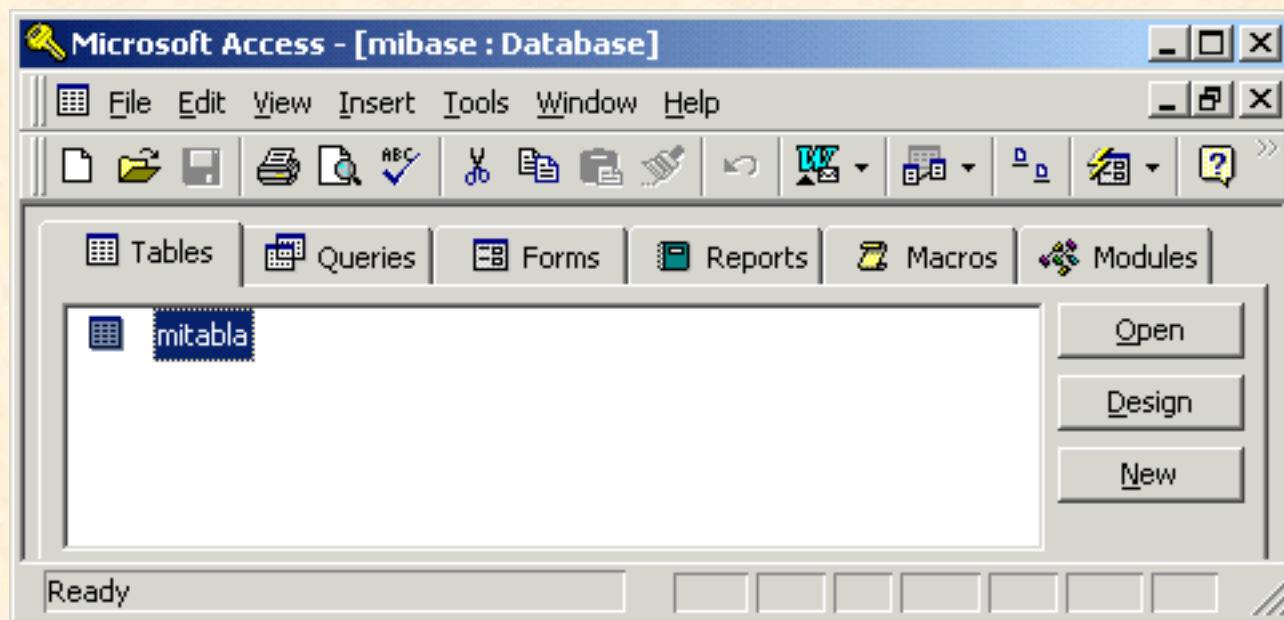 Microsoft Access - [mibase : Database]
File Edit View Insert Tools Window Help
ABC W
Tables Queries Forms Reports Macros Modules
mitabla
Open
Design
New
Ready